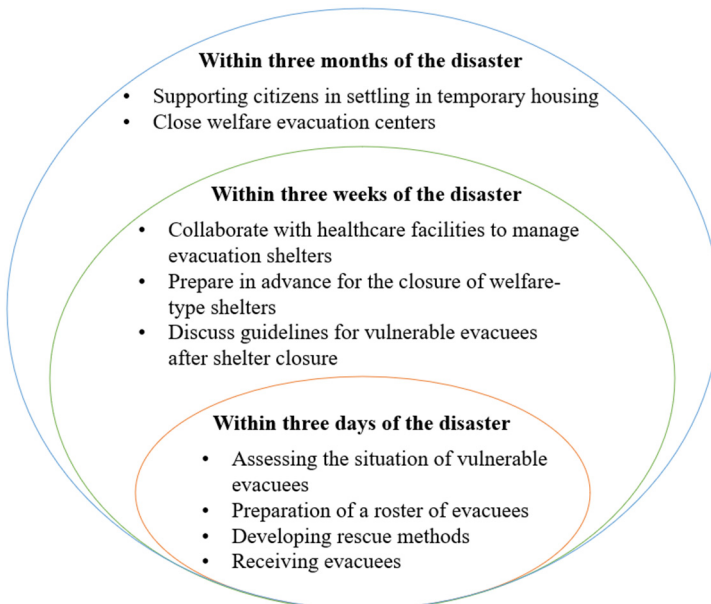 Within three months of the disaster
• Supporting citizens in settling in temporary housing
• Close welfare evacuation centers
Within three weeks of the disaster
• Collaborate with healthcare facilities to manage
evacuation shelters
• Prepare in advance for the closure of welfare-
type shelters
• Discuss guidelines for vulnerable evacuees
after shelter closure
Within three days of the disaster
• Assessing the situation of vulnerable
evacuees
• Preparation of a roster of evacuees
• Developing rescue methods
• Receiving evacuees